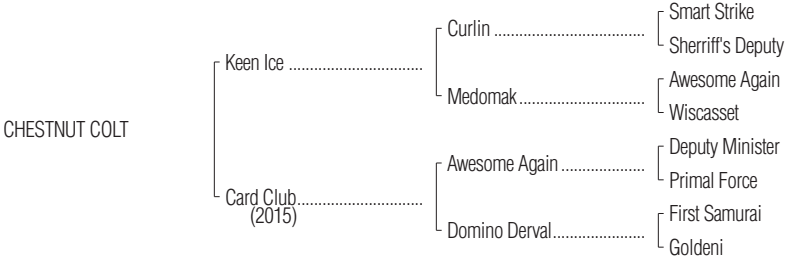 Smart Strike
Curlin ....................................
Sherriff's Deputy
Keen Ice ................................
Awesome Again
Medomak..............................
Wiscasset
CHESTNUT COLT
Deputy Minister
Awesome Again ....................
Primal Force
Card Club..............................
(2015)
First Samurai
Domino Derval......................
Goldeni